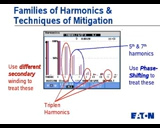 Families of Harmonics &
Techniques of Mitigation
5th & 7th
harmonics
Use different
secondary
winding to
treat these
Use Phase-
Shifting to
treat these
Triplen
Harmonics
EATON